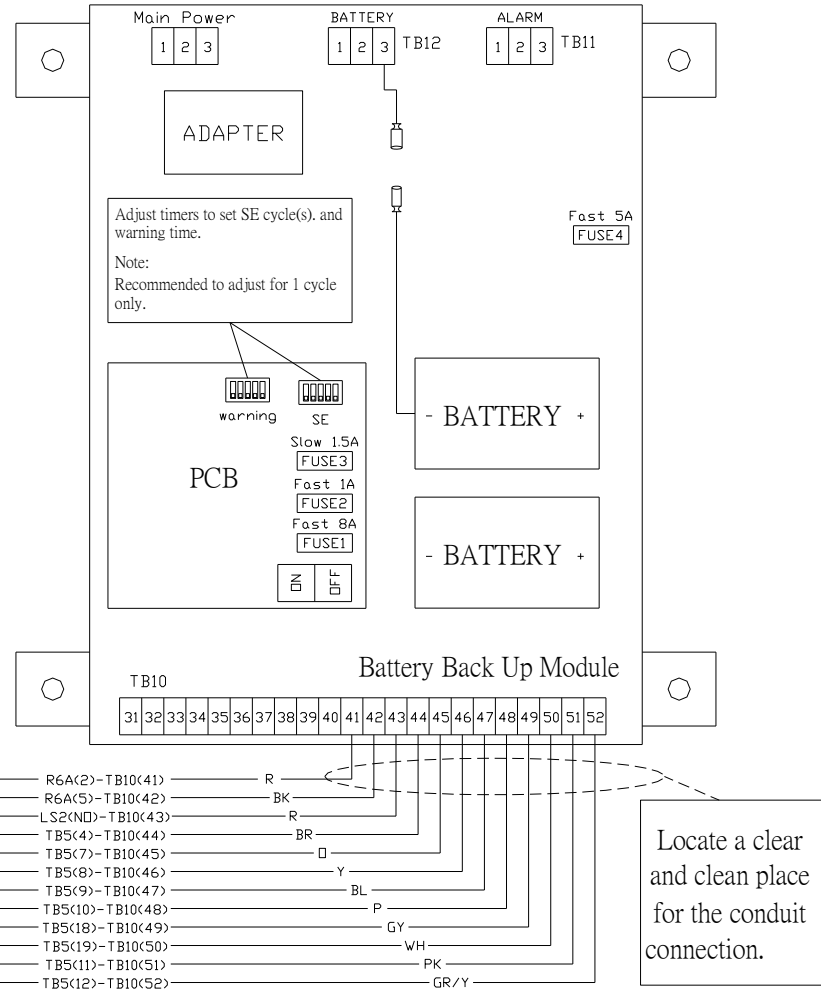 Main Power
1 2 3
BATTERY
1 2 3 TB12
ALARM
1 2 3 TB11
ADAPTER
Adjust timers to set SE cycle(s). and
warning time.
Note:
Recommended to adjust for 1 cycle
only.
Fast 5A
FUSE4
warning
SE
Slow 1.5A
FUSE3
Fast 1A
FUSE2
Fast 8A
FUSE1
ON OFF
PCB
- BATTERY +
- BATTERY +
Battery Back Up Module
TB10
31 32 33 34 35 36 37 38 39 40 41 42 43 44 45 46 47 48 49 50 51 52
R6A(2)-TB10(41) R
R6A(5)-TB10(42) BK
LS2(NO)-TB10(43) R
TB5(4)-TB10(44) BR
TB5(7)-TB10(45) O
TB5(8)-TB10(46) Y
TB5(9)-TB10(47) BL
TB5(10)-TB10(48) P
TB5(18)-TB10(49) GY
TB5(19)-TB10(50) WH
TB5(11)-TB10(51) PK
TB5(12)-TB10(52) GR/Y
Locate a clear
and clean place
for the conduit
connection.